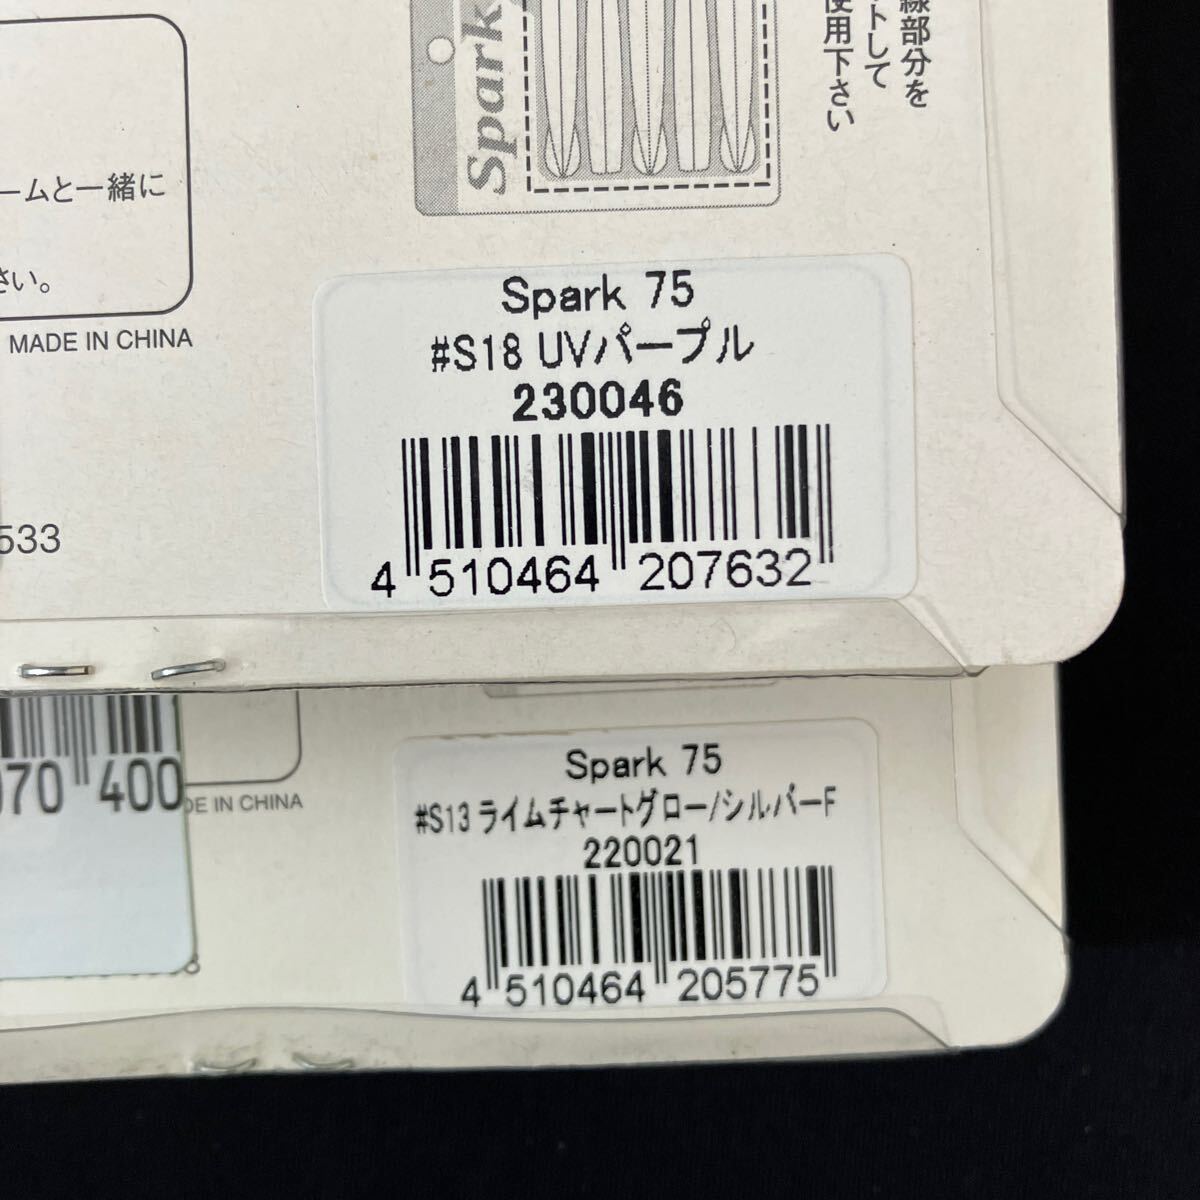 Spark
線部分を
トして
使用下さい
ームと一緒に
さい。
MADE IN CHINA
533
Spark 75
#S18 UVパープル
230046
4 510464 207632
070 400
DE IN CHINA
Spark 75
#S13 ライムチャートグロー/シルバーF
220021
4 510464 205775